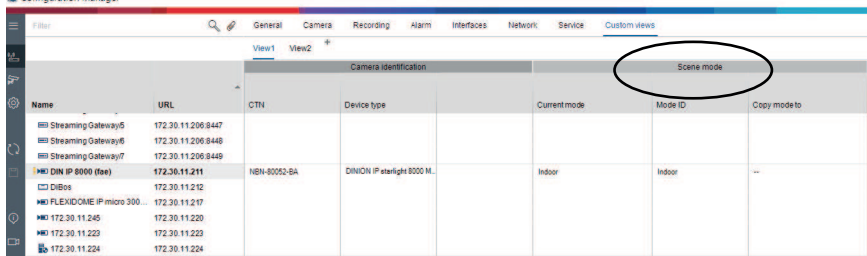 Configuration Manager
Filter General Camera Recording Alarm Interfaces Network Service Custom views
View1 View2 +
Camera identification Scene mode
Name URL CTN Device type Current mode Mode ID Copy mode to
Streaming Gateway/5 172.30.11.206:8447
Streaming Gateway/6 172.30.11.206:8448
Streaming Gateway/7 172.30.11.206:8449
DIN IP 8000 (fae) 172.30.11.211 NBN-80052-BA DINION IP starlight 8000 M... Indoor Indoor --
DiBos 172.30.11.212
FLEXIDOME IP micro 300... 172.30.11.217
172.30.11.245 172.30.11.220
172.30.11.223 172.30.11.223
172.30.11.224 172.30.11.224